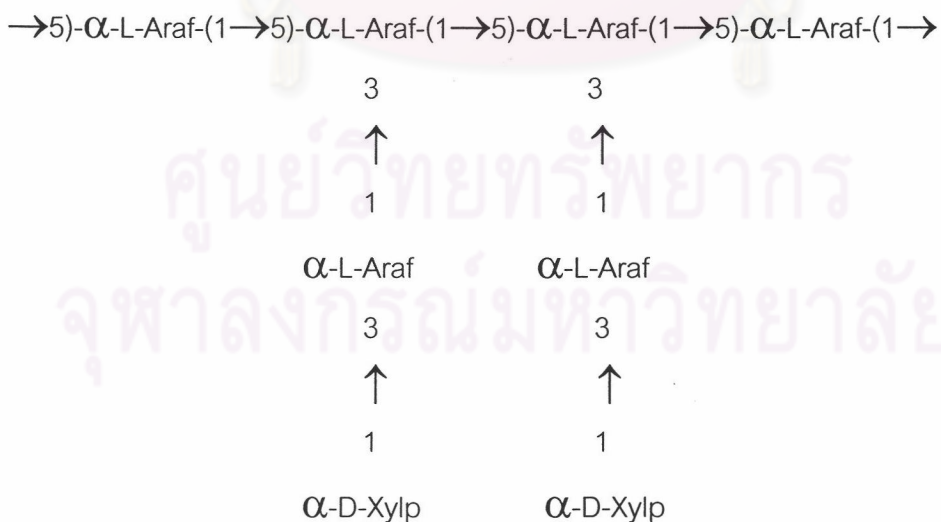 →5)-α-L-Araf-(1→5)-α-L-Araf-(1→5)-α-L-Araf-(1→5)-α-L-Araf-(1→
3 3
↑ ↑
1 1
ศูนย์วิทยทรัพยากร
α-L-Araf α-L-Araf
จุฬาลงกรณ์มหาวิทยาลัย
3 3
↑ ↑
1 1
α-D-Xylp α-D-Xylp